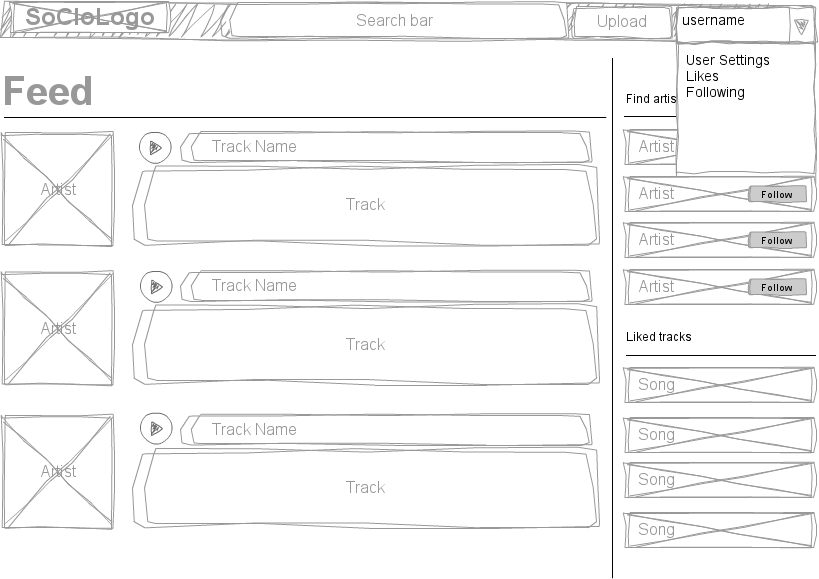 SoCloLogo
Search bar
Upload
username
User Settings
Likes
Following
Feed
Artist
Track Name
Track
Artist
Track Name
Track
Artist
Track Name
Track
Find artis
Artist
Artist
Follow
Artist
Follow
Artist
Follow
Liked tracks
Song
Song
Song
Song